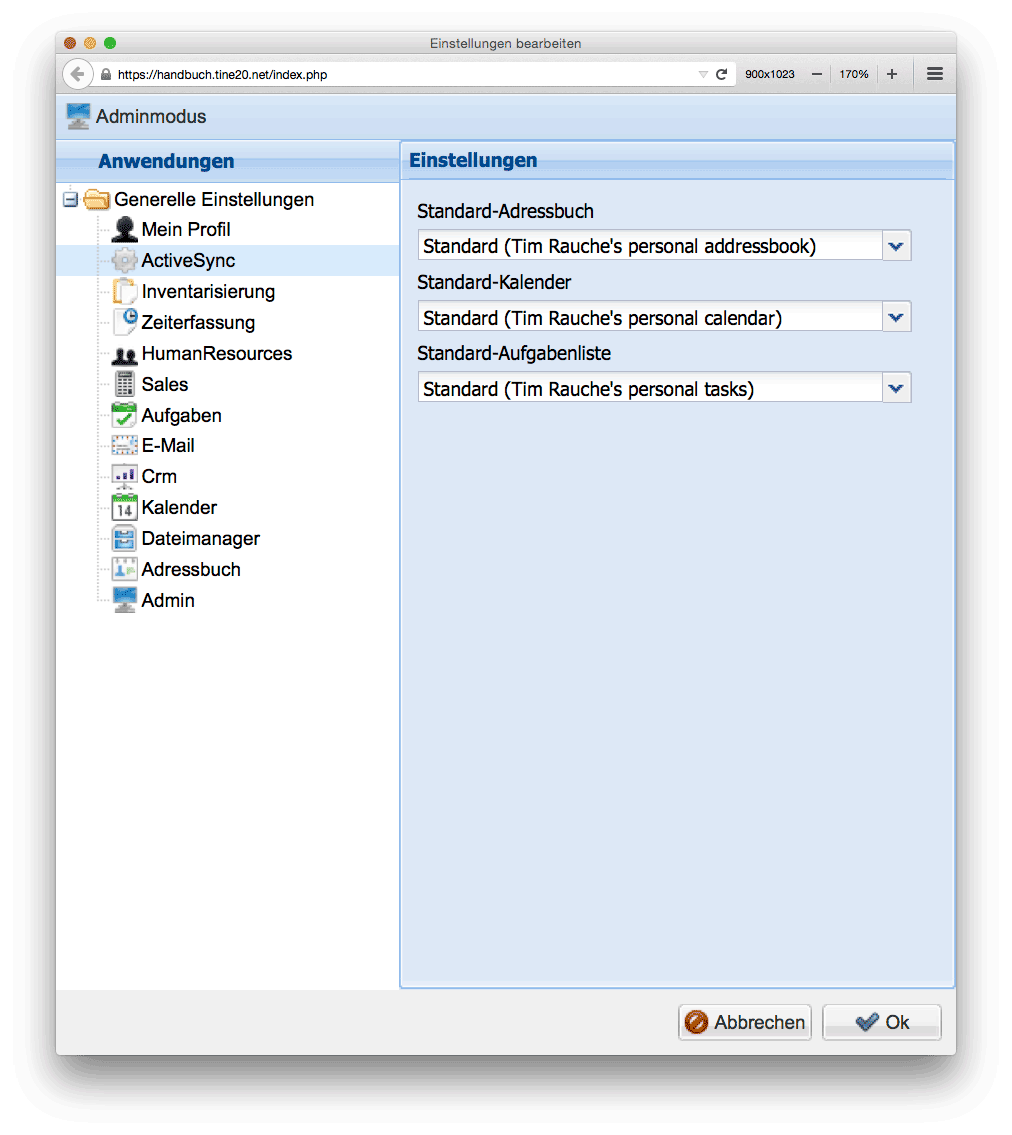 Einstellungen bearbeiten
https://handbuch.tine20.net/index.php
900x1023
170%
Adminmodus
Anwendungen
Generelle Einstellungen
Mein Profil
ActiveSync
Inventarisierung
Zeiterfassung
HumanResources
Sales
Aufgaben
E-Mail
Crm
14
Kalender
Dateimanager
Adressbuch
Admin
Einstellungen
Standard-Adressbuch
Standard (Tim Rauche's personal addressbook)
Standard-Kalender
Standard (Tim Rauche's personal calendar)
Standard-Aufgabenliste
Standard (Tim Rauche's personal tasks)
Abbrechen
Ok